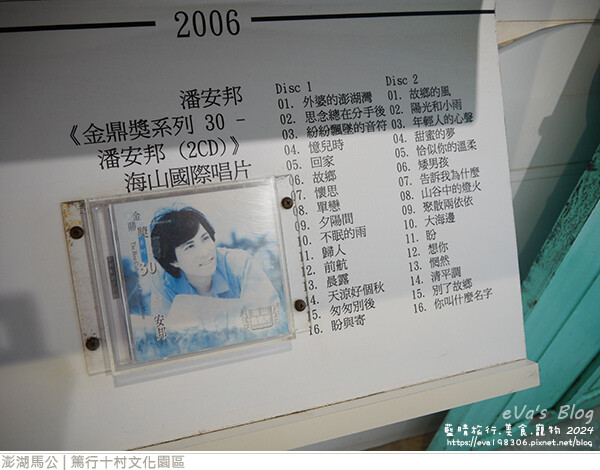 2006
潘安邦
《金鼎獎系列 30 -
潘安邦 (2CD)》
海山國際唱片
Disc 1
01. 外婆的澎湖灣
02. 思念總在分手後
03. 紛紛飄墜的音符
04. 憶兒時
05. 回家
06. 故鄉
07. 懷思
08. 單戀
09. 夕陽間
10. 不眠的雨
11. 歸人
12. 前航
13. 晨露
14. 天涼好個秋
15. 匆匆別後
16. 盼與寄
Disc 2
01. 故鄉的風
02. 陽光和小雨
03. 年輕人的心聲
04. 甜蜜的夢
05. 恰似你的溫柔
06. 矮男孩
07. 告訴我為什麼
08. 山谷中的燈火
09. 聚散兩依依
10. 大海邊
11. 盼
12. 想你
13. 惘然
14. 清平調
15. 別了故鄉
16. 你叫什麼名字
金鼎
獎
30
安邦
eVa's Blog
藍晴旅行.美食.寵物 2024
https://eva198306.pixnet.net/blog
澎湖馬公 | 篤行十村文化園區